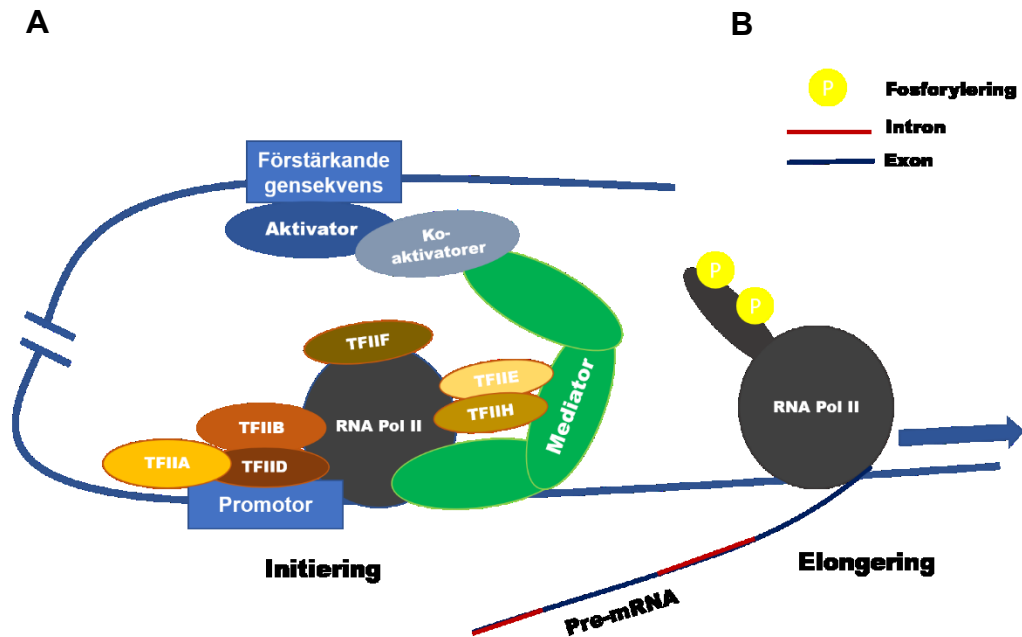 A
B
P
Fosforylering
Intron
Exon
Förstärkande
gensekvens
Aktivator
Ko-
aktivatorer
P
P
TFIIF
TFIIE
TFIIH
Mediator
RNA Pol II
RNA Pol II
TFIIB
TFIIA
TFIID
Promotor
Initiering
Elongering
Pre-mRNA